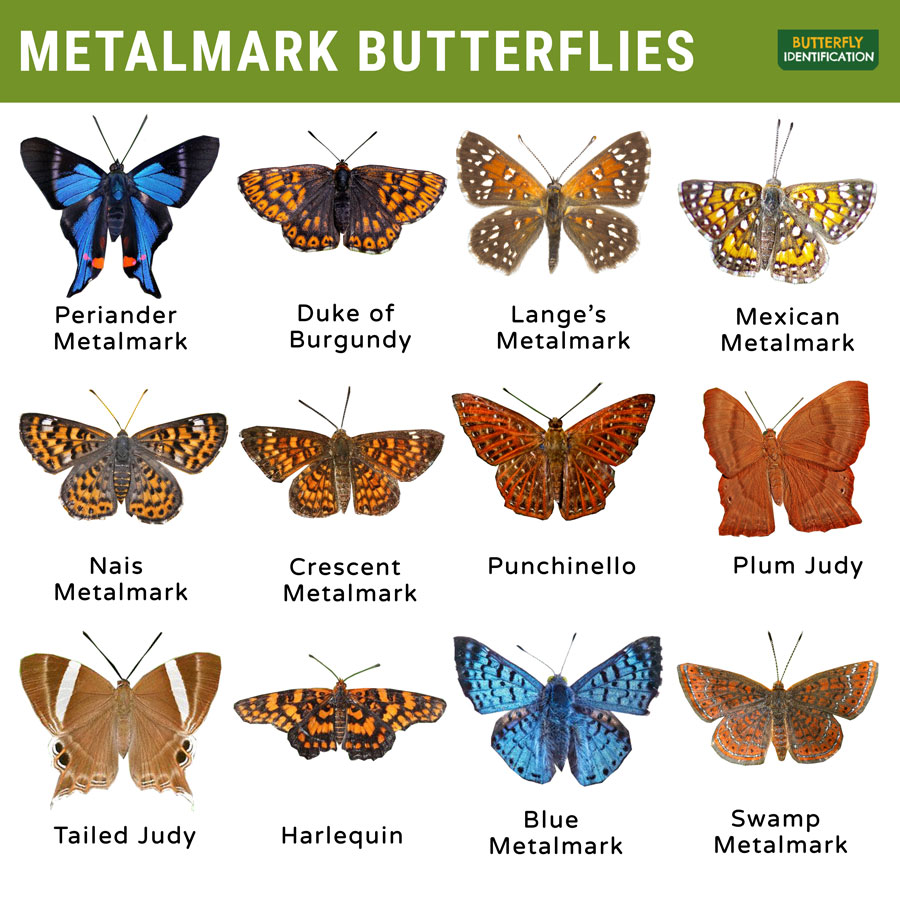 METALMARK BUTTERFLIES
BUTTERFLY
IDENTIFICATION
Periander
Metalmark
Duke of
Burgundy
Lange's
Metalmark
Mexican
Metalmark
Nais
Metalmark
Crescent
Metalmark
Punchinello
Plum Judy
Tailed Judy
Harlequin
Blue
Metalmark
Swamp
Metalmark